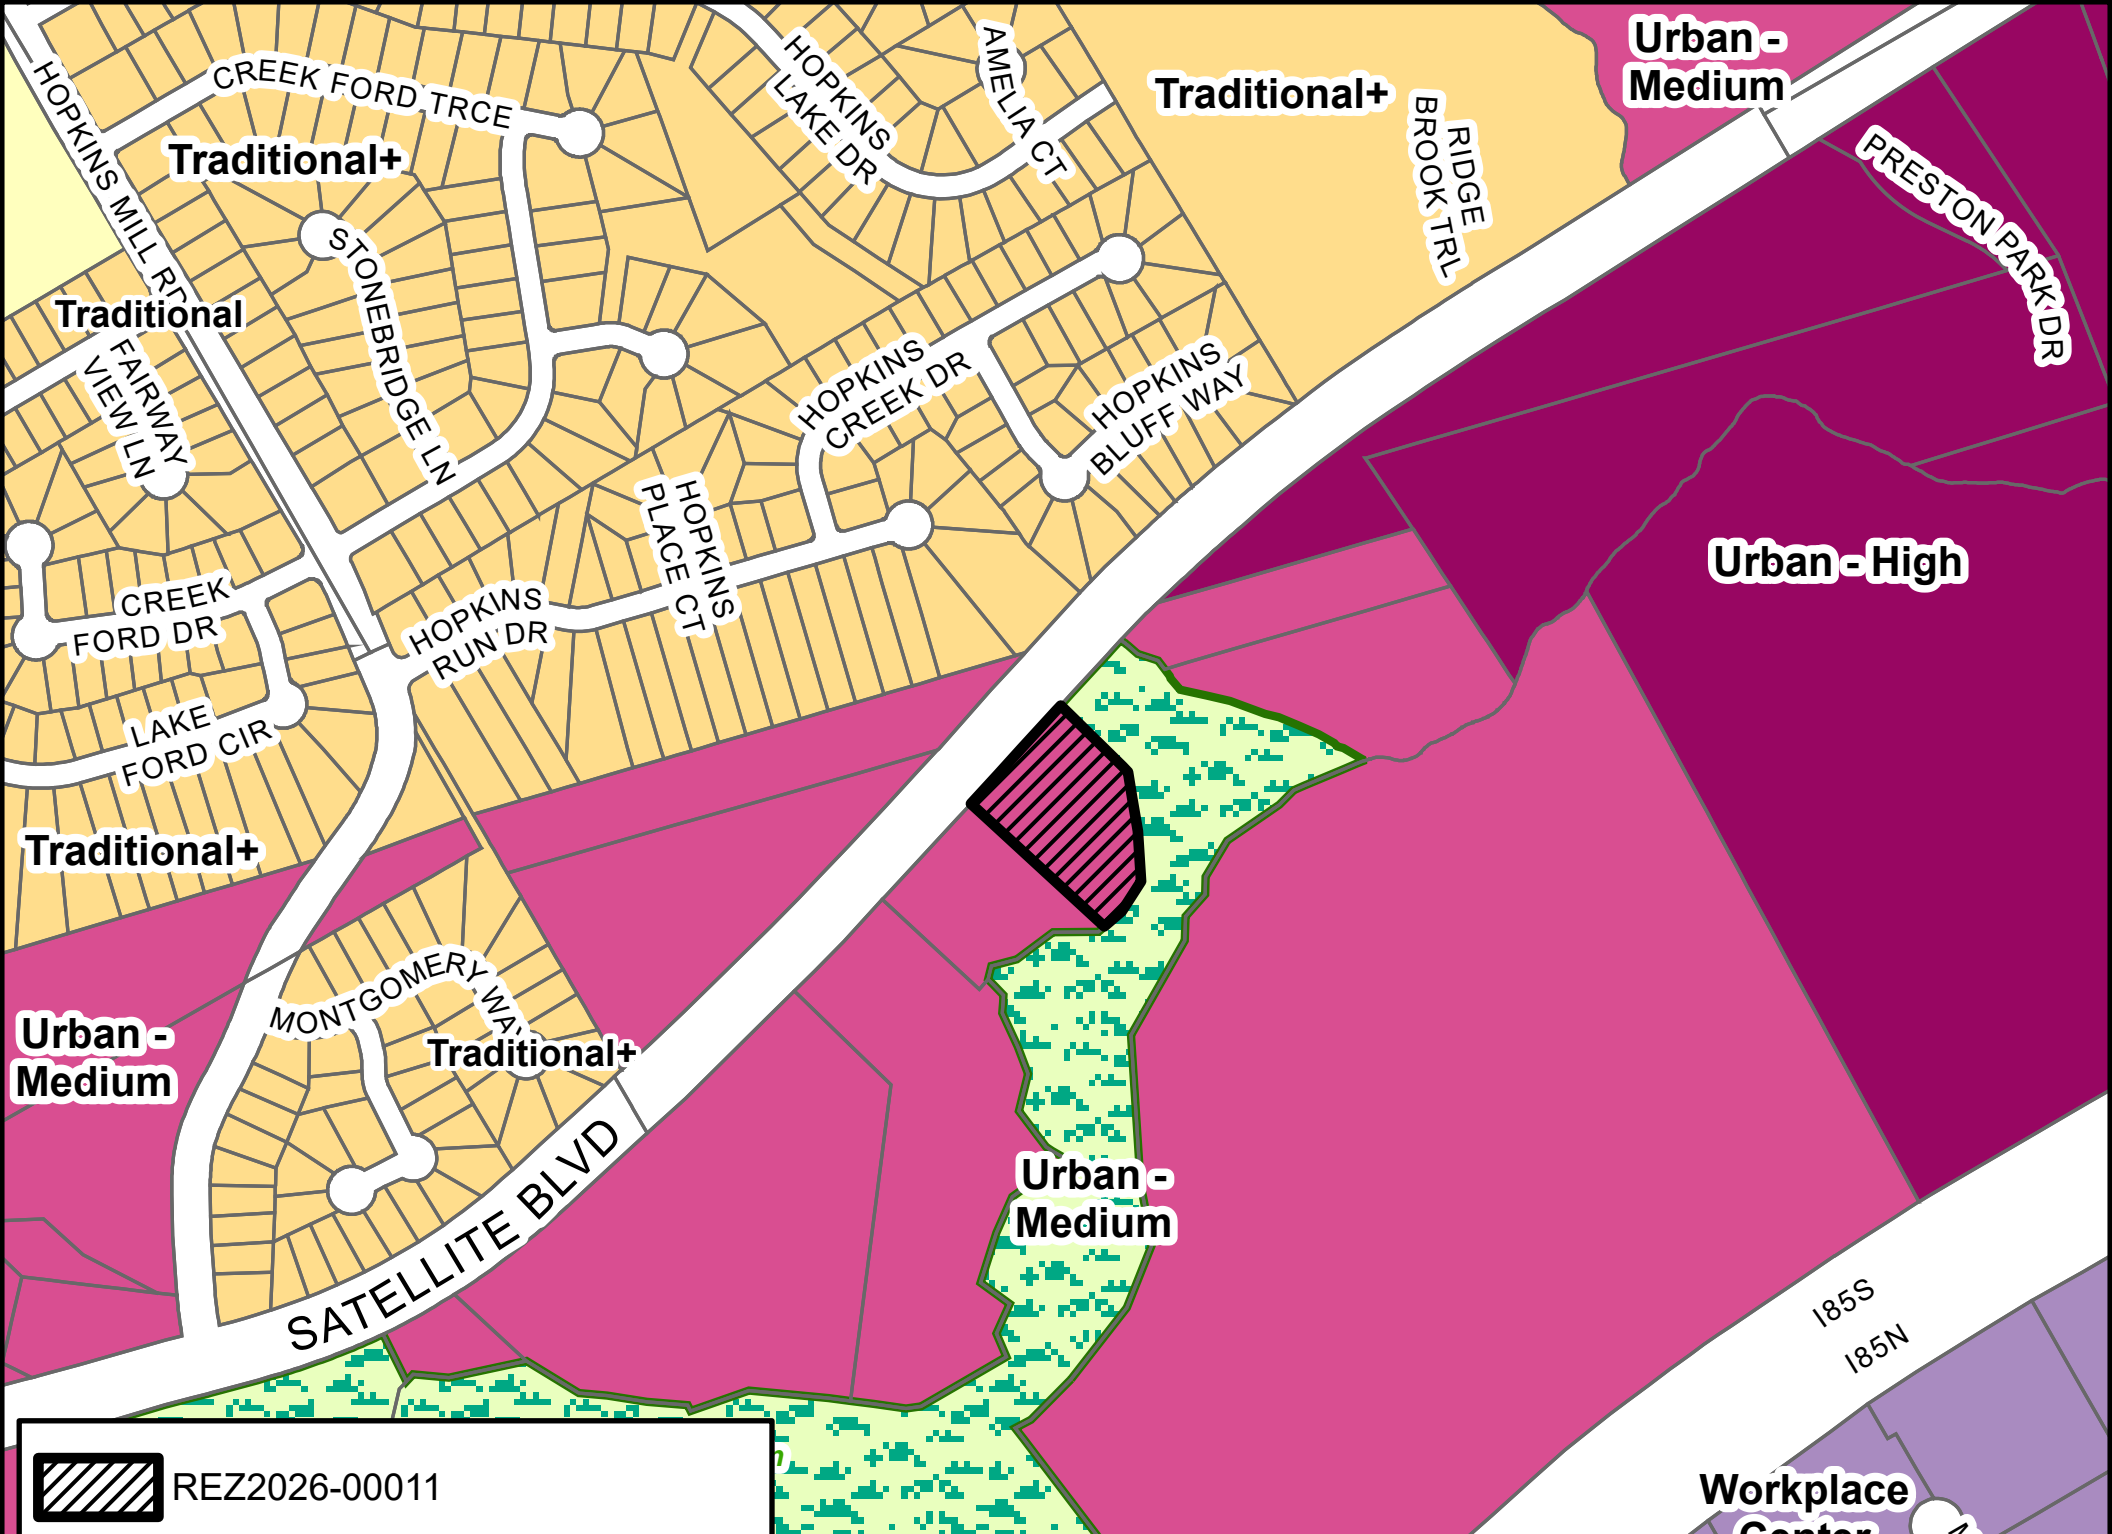 Urban -
Medium
Traditional+
HOPKINS
LAKE DR
AMELIA CT
CREEK FORD TRCE
RIDGE
BROOK TRL
HOPKINS MILL RD
Traditional+
PRESTON PARK DR
STONEBRIDGE LN
Traditional
FAIRWAY
VIEW LN
HOPKINS
CREEK DR
HOPKINS
BLUFF WAY
HOPKINS
PLACE CT
Urban - High
CREEK
FORD DR
HOPKINS
RUN DR
LAKE
FORD CIR
Traditional+
MONTGOMERY WAY
Urban -
Medium
Traditional+
SATELLITE BLVD
Urban -
Medium
I85S
I85N
REZ2026-00011
Workplace
Center